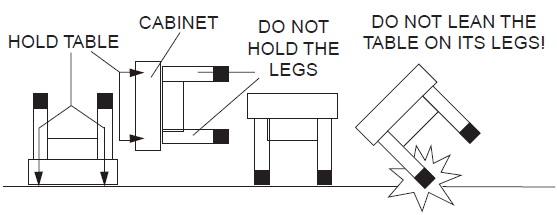 HOLD TABLE
CABINET
DO NOT
HOLD THE
LEGS
DO NOT LEAN THE
TABLE ON ITS LEGS!